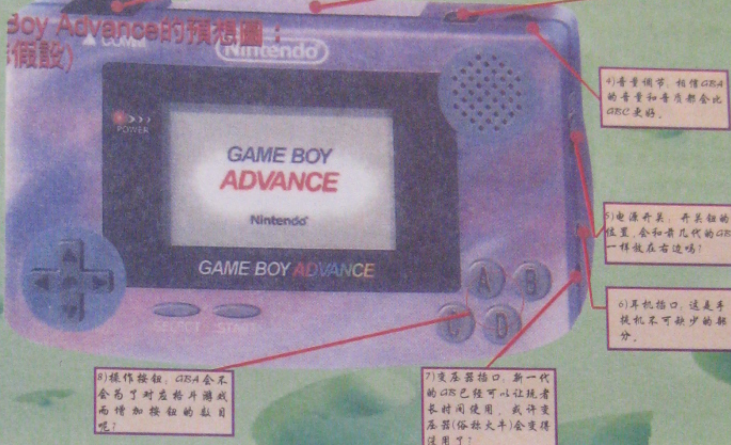 Boy Advance的預想圖：
假設)
COMM.
Nintendo
POWER
GAME BOY
ADVANCE
Nintendo
GAME BOY ADVANCE
A
B
C
D
SELECT
START
4)音量调节，相信GBA
的音量和音质都会比
GBC更好。
5)电源开关，开关钮的
位置，会和前几代的GB
一样放在右边吗？
6)耳机插口，这是手
提机不可缺少的部
分。
7)变压器插口，新一代
的GB已经可以让玩者
长时间使用，或许变
压器(俗称火牛)会变得
没用了？
8)操作按钮，GBA会不
会为了对应格斗游戏
而增加按钮的数目
呢？